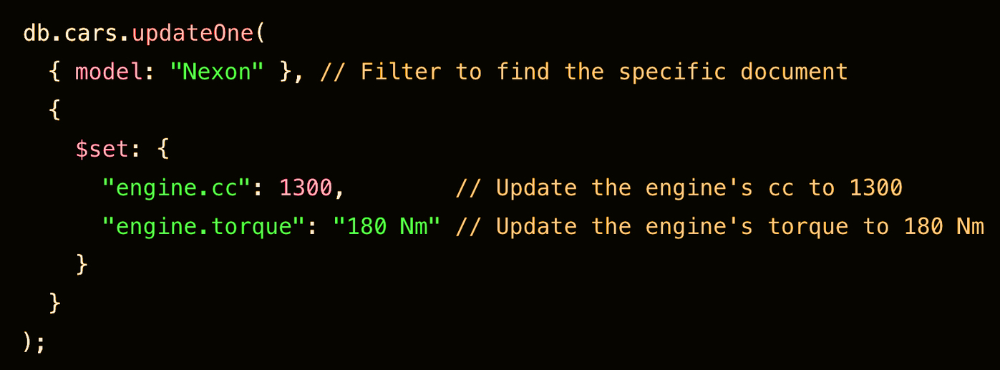 db.cars.updateOne(
{ model: "Nexon" }, // Filter to find the specific document
{
$set: {
"engine.cc": 1300, // Update the engine's cc to 1300
"engine.torque": "180 Nm" // Update the engine's torque to 180 Nm
}
}
);